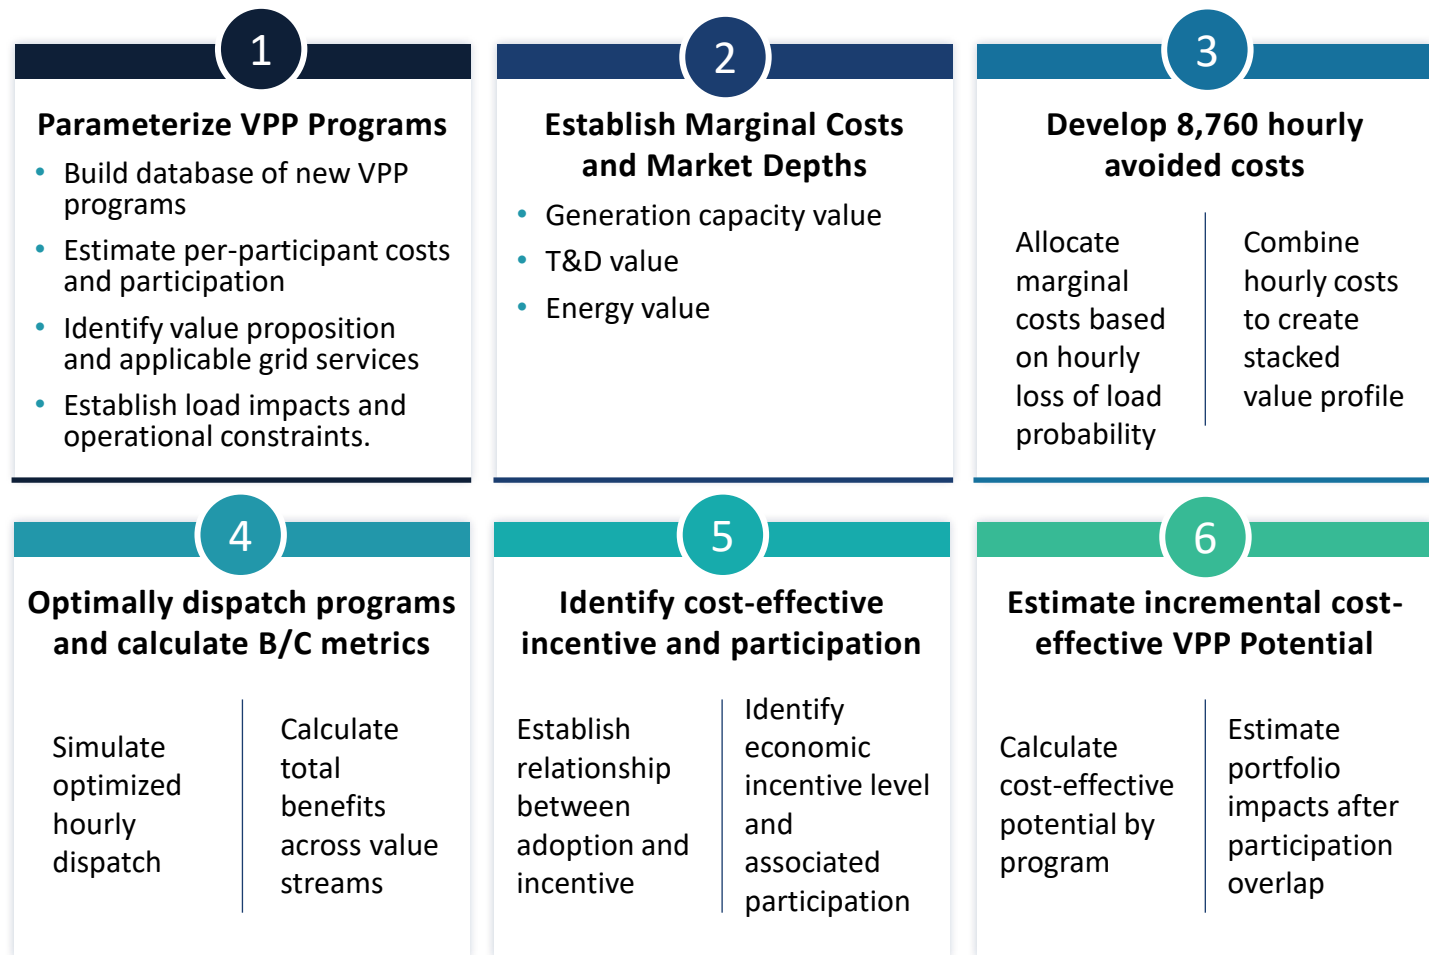 1
Parameterize VPP Programs
• Build database of new VPP
programs
• Estimate per-participant costs
and participation
• Identify value proposition
and applicable grid services
• Establish load impacts and
operational constraints.
2
Establish Marginal Costs
and Market Depths
• Generation capacity value
• T&D value
• Energy value
3
Develop 8,760 hourly
avoided costs
Allocate
marginal
costs based
on hourly
loss of load
probability
Combine
hourly costs
to create
stacked
value profile
4
Optimally dispatch programs
and calculate B/C metrics
Simulate
optimized
hourly
dispatch
Calculate
total
benefits
across value
streams
5
Identify cost-effective
incentive and participation
Establish
relationship
between
adoption and
incentive
Identify
economic
incentive level
and
associated
participation
6
Estimate incremental cost-
effective VPP Potential
Calculate
cost-effective
potential by
program
Estimate
portfolio
impacts after
participation
overlap